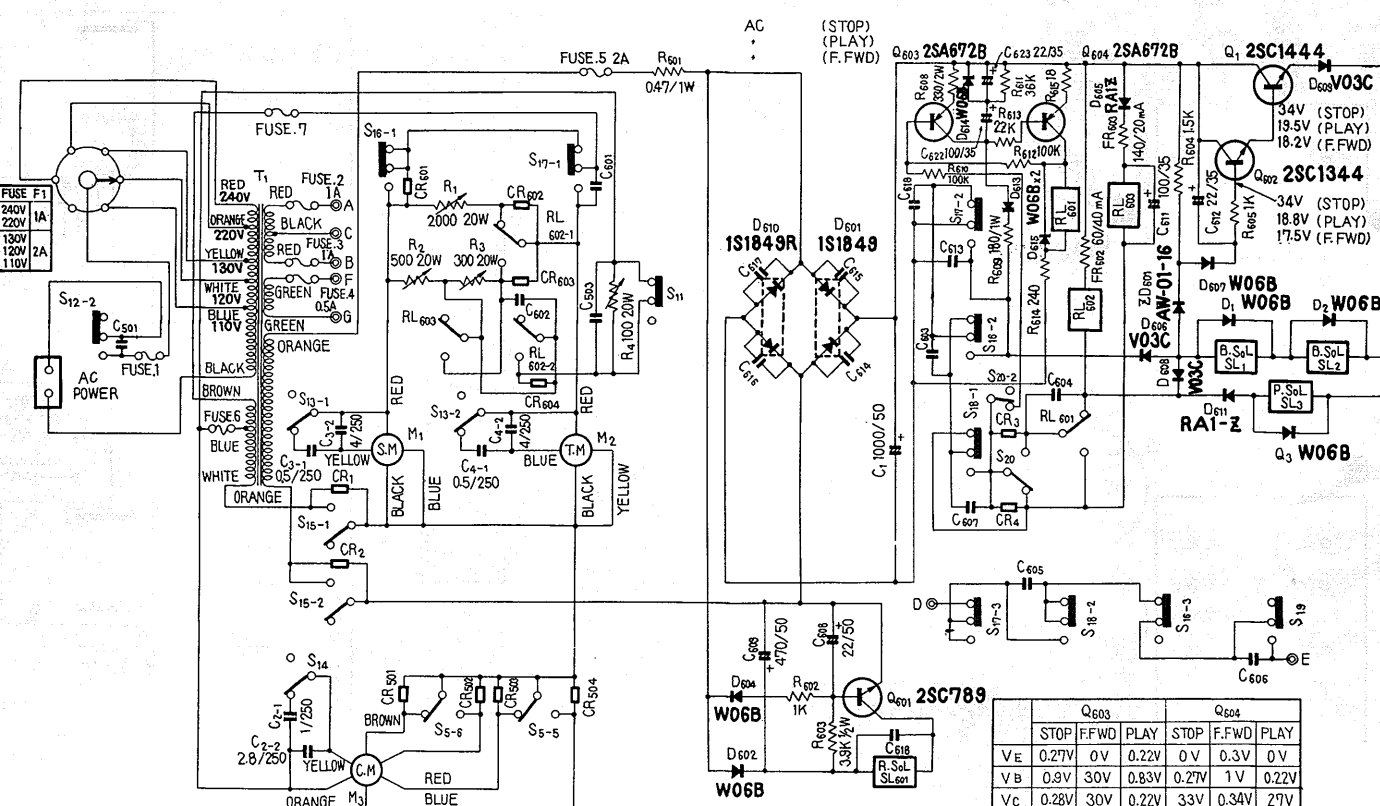 AC (STOP)
(PLAY)
(F.FWD)
FUSE.5 2A
R601
0.47/1W
Q603 2SA672B
C623 22/35
Q604 2SA672B
Q1 2SC1444
D609 V03C
34V (STOP)
19.5V (PLAY)
18.2V (F.FWD)
Q602 2SC1344
34V (STOP)
18.8V (PLAY)
17.5V (F.FWD)
R608
330/2W
D614 W06B
R611
36K
R615 18
R613
22K
C622 100/35
R612 100K
R610
100K
D605
RA1Z
FR603
140/20mA
R604 1.5K
C612 22/35
R605 1K
C611 100/35
FUSE.7
S16-1
CR601
S17-1
C601
FUSE F1
240V
220V
1A
130V
120V
110V
2A
RED
240V
ORANGE
220V
YELLOW
130V
WHITE
120V
BLUE
110V
BLACK
T1
RED
FUSE.2
1A
A
BLACK
C
RED
FUSE.3
1A
B
F
GREEN
FUSE.4
0.5A
G
GREEN
ORANGE
R1
2000 20W
CR602
RL
602-1
R2
500 20W
R3
300 20W
CR603
RL603
C602
RL
602-2
CR604
C503
R4 100 20W
S11
D610
1S1849R
D601
1S1849
C617
C615
C616
C614
C618
S17-2
D613
W06B x2
RL
601
RL
603
C613
R609 180/1W
D615
FR602 60/40mA
RL
602
R614 240
C603
S16-2
ZD601
AW-01-16
D607 W06B
D606
V03C
D608
V03C
D1
W06B
D2 W06B
B.SoL
SL1
B.SoL
SL2
P.SoL
SL3
D611
RA1-Z
Q3 W06B
S12-2
C501
FUSE.1
AC
POWER
BROWN
FUSE6
BLUE
WHITE
ORANGE
S13-1
C3-2
4/250
C3-1
0.5/250
YELLOW
RED
S.M
M1
BLACK
BLUE
S13-2
C4-2
4/250
C4-1
0.5/250
BLUE
RED
T.M
M2
BLACK
YELLOW
CR1
S15-1
CR2
S15-2
C1 1000/50
S18-1
S20-2
CR3
S20
CR4
C604
RL601
C607
C605
D
S17-3
S18-2
S16-3
S19
E
C606
S14
C2-1
1/250
C2-2
2.8/250
YELLOW
CR501
BROWN
S5-6
CR502
CR503
S5-5
CR504
C.M
M3
ORANGE
RED
BLUE
C609
470/50
C608
22/50
D604
W06B
R602
1K
R603
3.9K ½W
Q601 2SC789
C618
R.SoL
SL601
D602
W06B
Q603 Q604
STOP F.FWD PLAY STOP F.FWD PLAY
VE 0.27V 0V 0.22V 0V 0.3V 0V
VB 0.9V 30V 0.83V 0.27V 1V 0.22V
VC 0.28V 30V 0.22V 33V 0.34V 27V